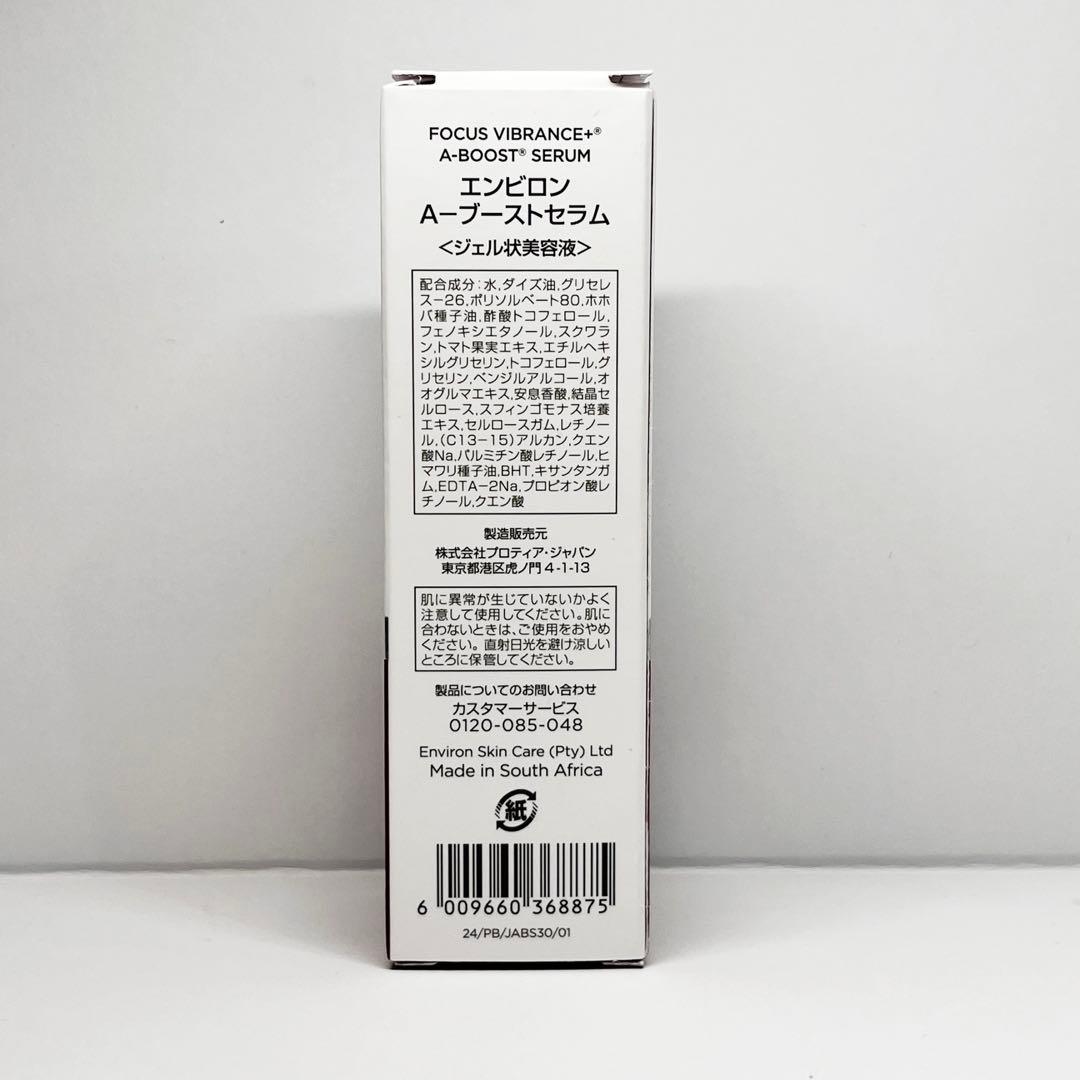 FOCUS VIBRANCE+®
A-BOOST® SERUM
エンビロン
A−ブーストセラム
<ジェル状美容液>
配合成分:水,ダイズ油,グリセレ
ス−26,ポリソルベート80,ホホ
バ種子油,酢酸トコフェロール,
フェノキシエタノール,スクワラ
ン,トマト果実エキス,エチルヘキ
シルグリセリン,トコフェロール,グ
リセリン,ベンジルアルコール,オ
オグルマエキス,安息香酸,結晶セ
ルロース,スフィンゴモナス培養
エキス,セルロースガム,レチノー
ル,(C13−15)アルカン,クエン
酸Na,パルミチン酸レチノール,ヒ
マワリ種子油,BHT,キサンタンガ
ム,EDTA−2Na,プロピオン酸レ
チノール,クエン酸
製造販売元
株式会社プロティア・ジャパン
東京都港区虎ノ門4-1-13
肌に異常が生じていないかよく
注意して使用してください。肌に
合わないときは、ご使用をおやめ
ください。直射日光を避け涼しい
ところに保管してください。
製品についてのお問い合わせ
カスタマーサービス
0120-085-048
Environ Skin Care (Pty) Ltd
Made in South Africa
紙
6 009660 368875
24/PB/JABS30/01